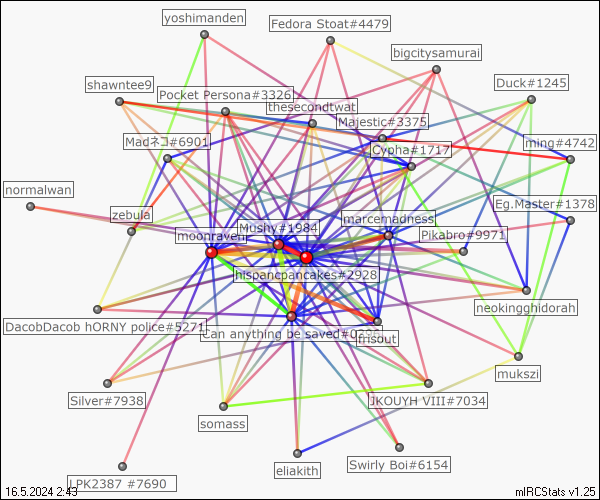 yoshimanden
Fedora Stoat#4479
bigcitysamurai
shawntee9
Pocket Persona#3326
Duck#1245
thesecondtwat
Majestic#3375
Madネコ#6901
ming#4742
Cypha#1717
normalwan
Eg.Master#1378
zebula
marcemadness
Mushy#1984
moonraven
Pikabro#9971
hispancpancakes#2928
neokingghidorah
DacobDacob hORNY police#5271
Can anything be saved#
frisout
mukszi
Silver#7938
JKOUYH VIII#7034
somass
eliakith
Swirly Boi#6154
LPK2387 #7690
16.5.2024 2:43
mIRCStats v1.25